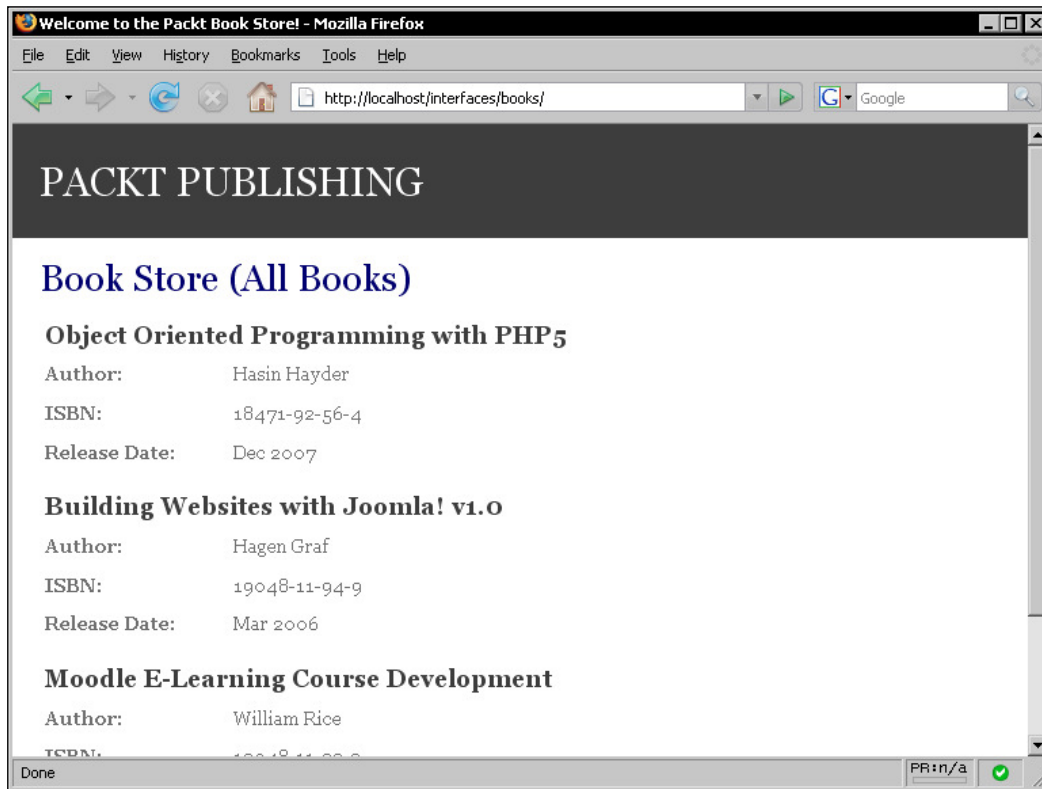 Welcome to the Packt Book Store! - Mozilla Firefox
File Edit View History Bookmarks Tools Help
http://localhost/interfaces/books/ G Google
PACKT PUBLISHING
Book Store (All Books)
Object Oriented Programming with PHP5
Author: Hasin Hayder
ISBN: 18471-92-56-4
Release Date: Dec 2007
Building Websites with Joomla! v1.0
Author: Hagen Graf
ISBN: 19048-11-94-9
Release Date: Mar 2006
Moodle E-Learning Course Development
Author: William Rice
ISBN:
Done PR:n/a